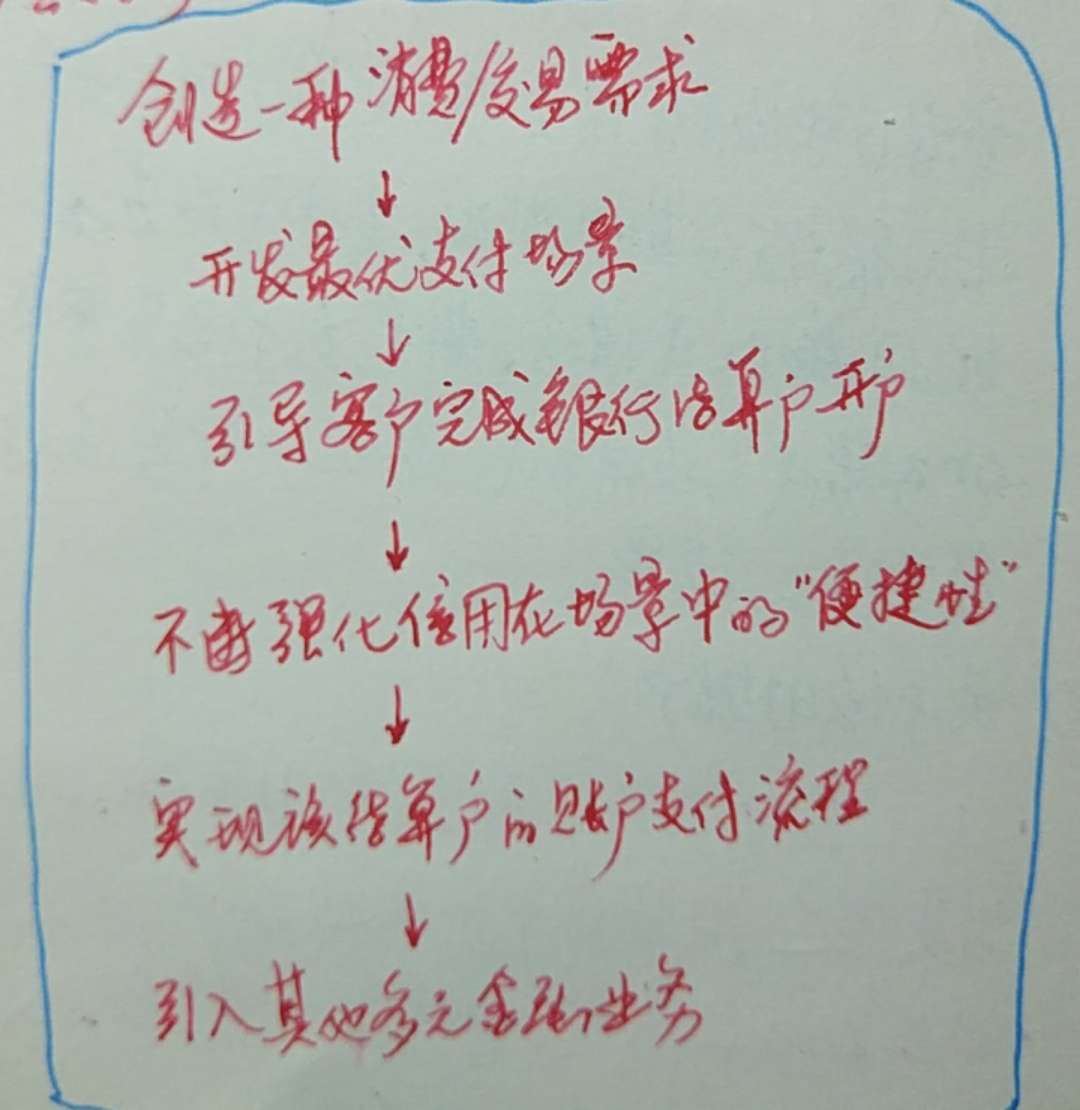 创造一种消费/交易需求
↓
开发最优支付场景
↓
引导客户完成银行结算户开户
↓
不断强化信用在场景中的“便捷性”
↓
实现该结算户的账户支付流程
↓
引入其他多元金融业务